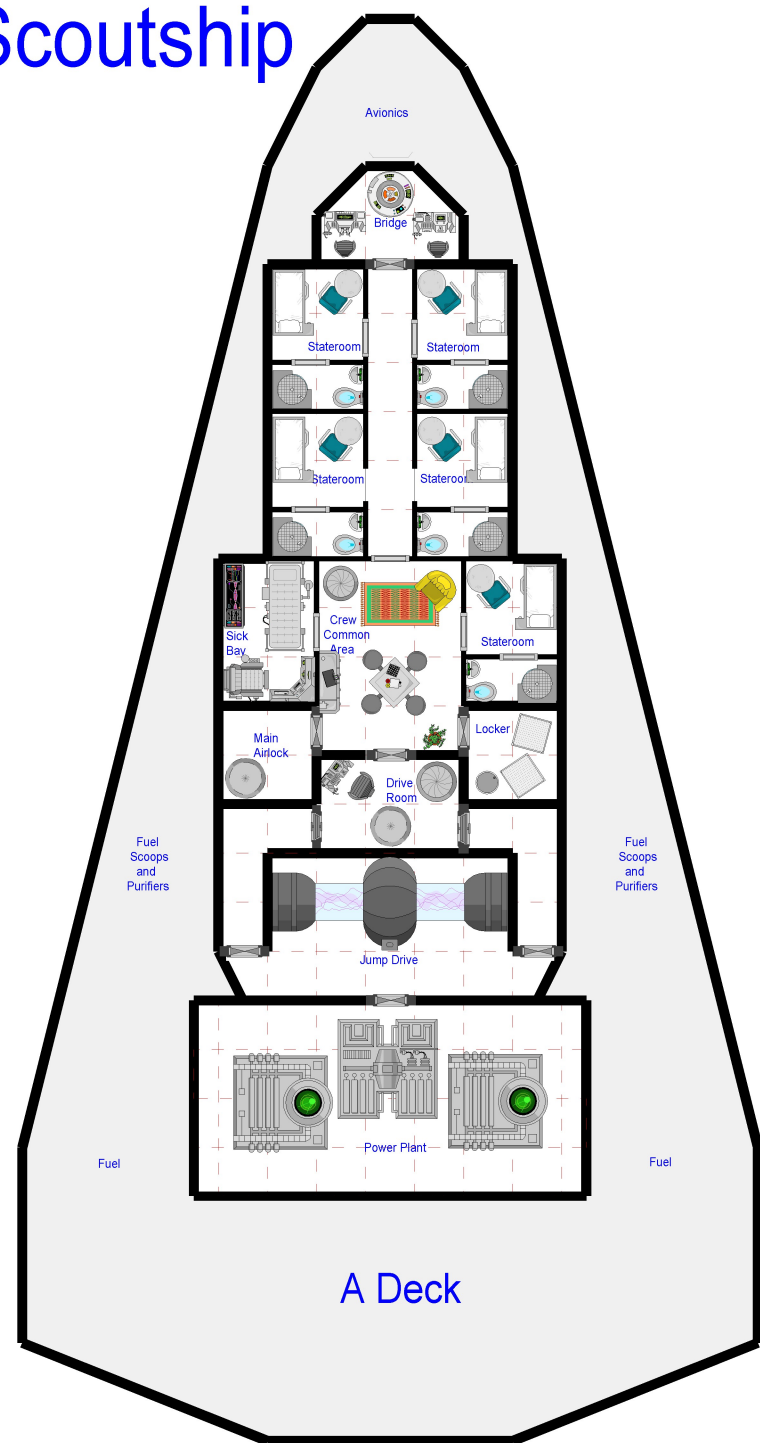 Scoutship
Avionics
Bridge
Stateroom
Stateroom
Stateroom
Stateroom
Crew
Common
Area
Sick
Bay
Stateroom
Main
Airlock
Locker
Drive
Room
Fuel
Scoops
and
Purifiers
Fuel
Scoops
and
Purifiers
Jump Drive
Power Plant
Fuel
Fuel
A Deck